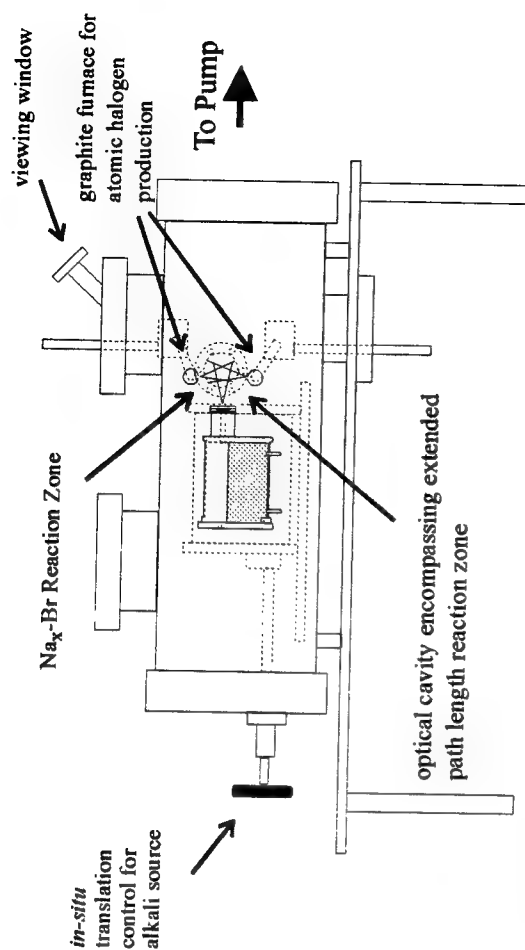 viewing window
graphite furnace for
atomic halogen
production
To Pump
Naₓ-Br Reaction Zone
in-situ
translation
control for
alkali source
optical cavity encompassing extended
path length reaction zone